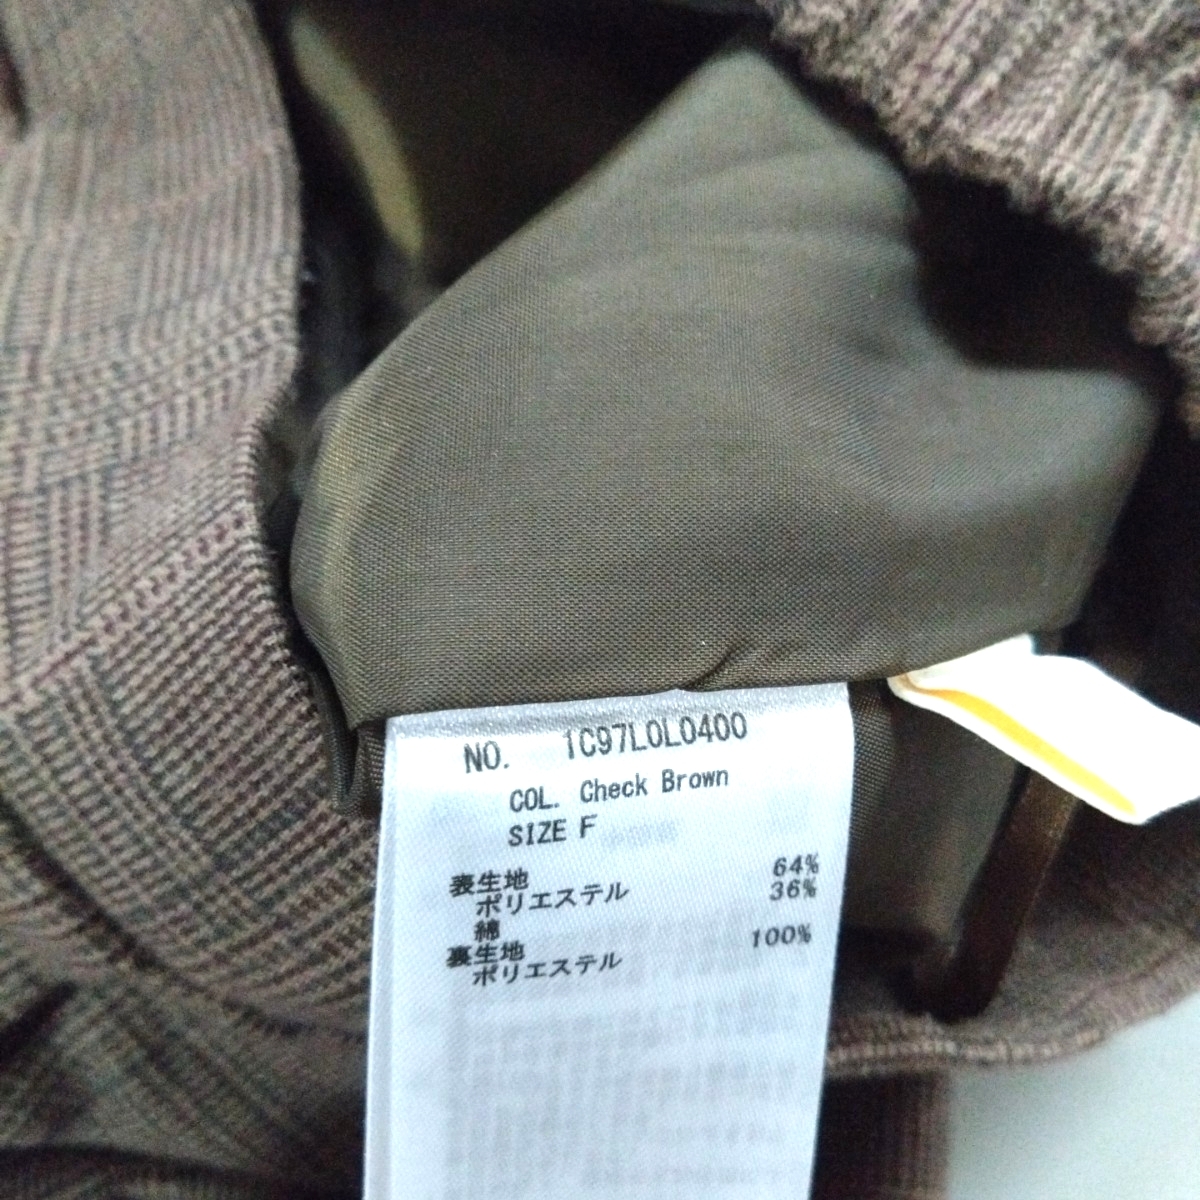 NO. 1C97L0L0400
COL. Check Brown
SIZE F
表生地
ポリエステル 64%
綿 36%
裏生地
ポリエステル 100%